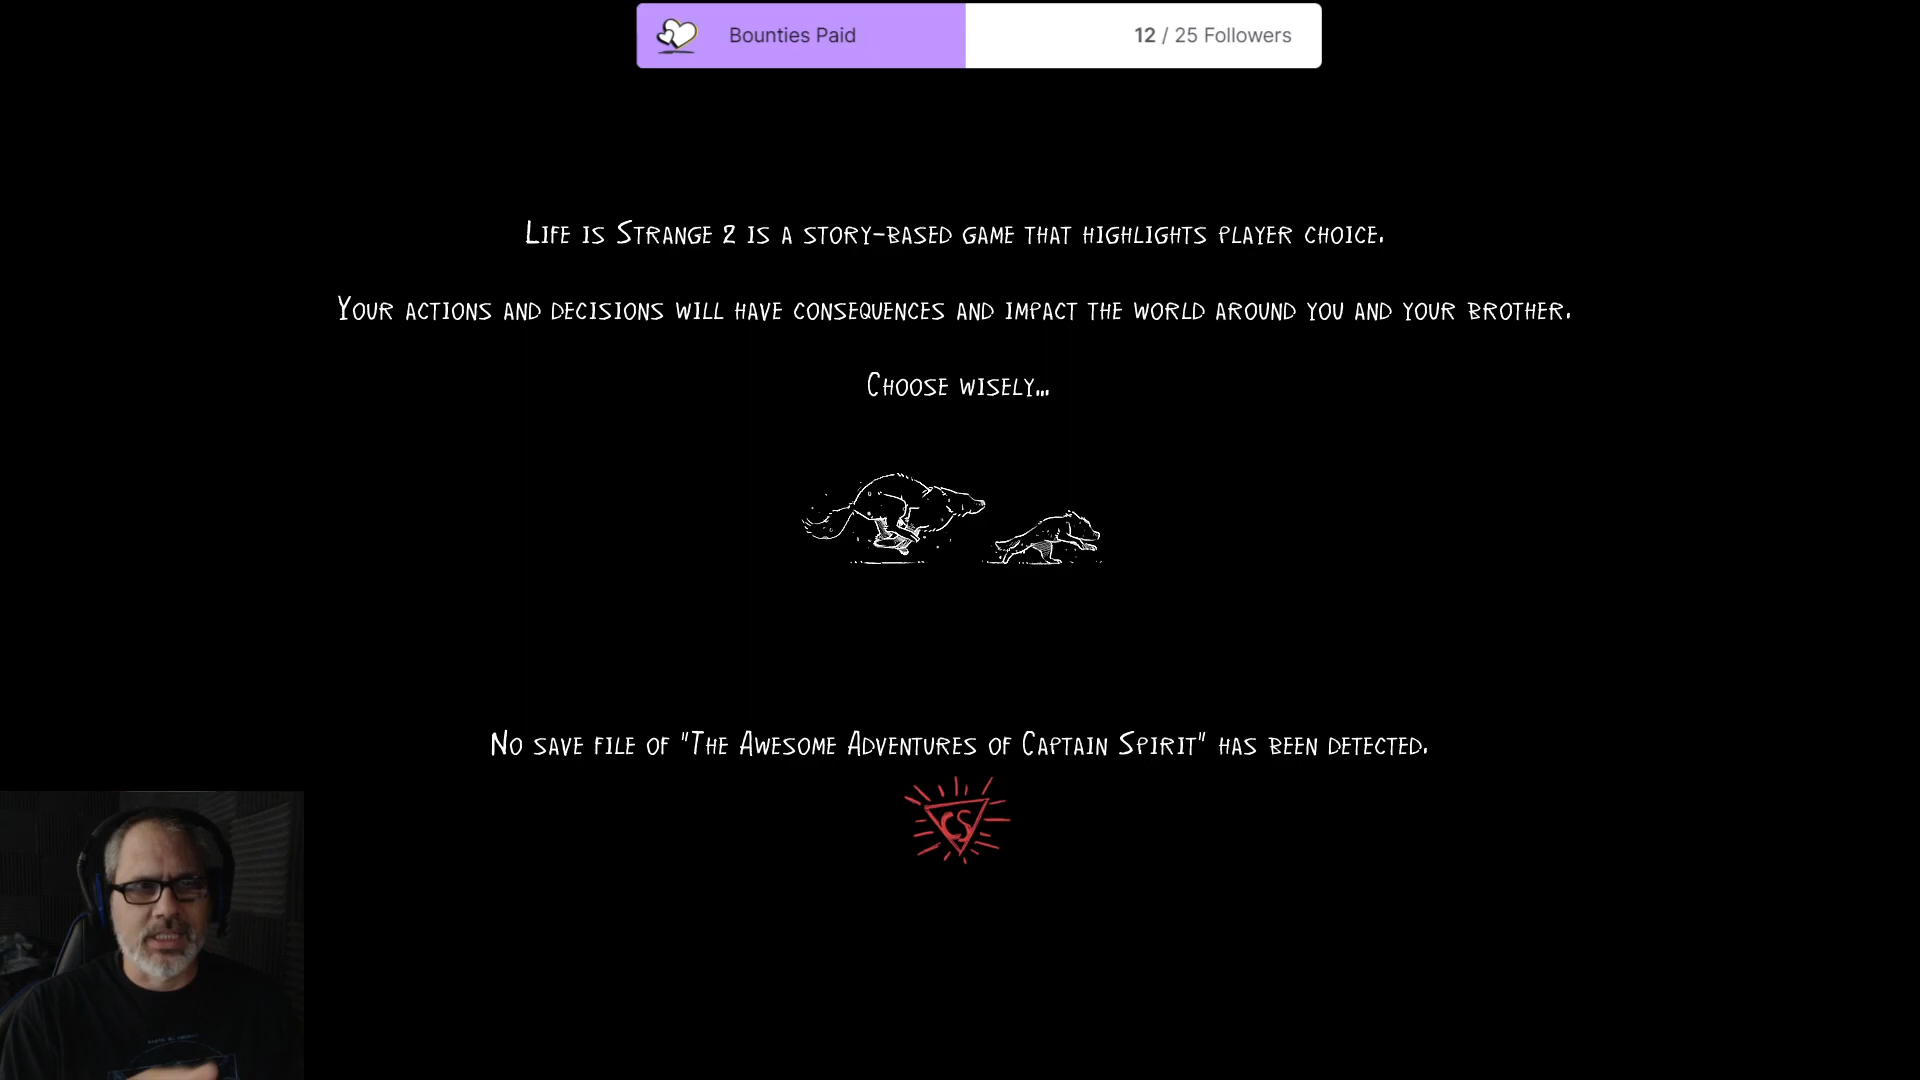 Bounties Paid
12 / 25 Followers
Life is Strange 2 is a story-based game that highlights player choice.
Your actions and decisions will have consequences and impact the world around you and your brother.
Choose wisely...
No save file of "The Awesome Adventures of Captain Spirit" has been detected.
CS